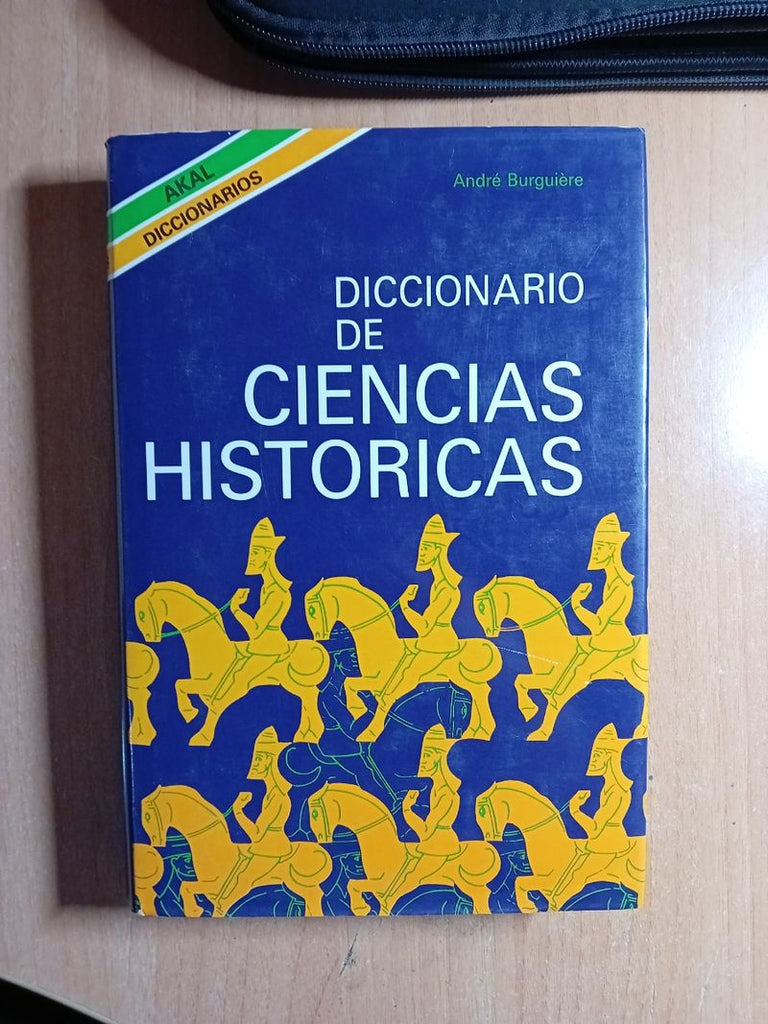 AKAL
DICCIONARIOS
André Burguière
DICCIONARIO
DE
CIENCIAS
HISTORICAS